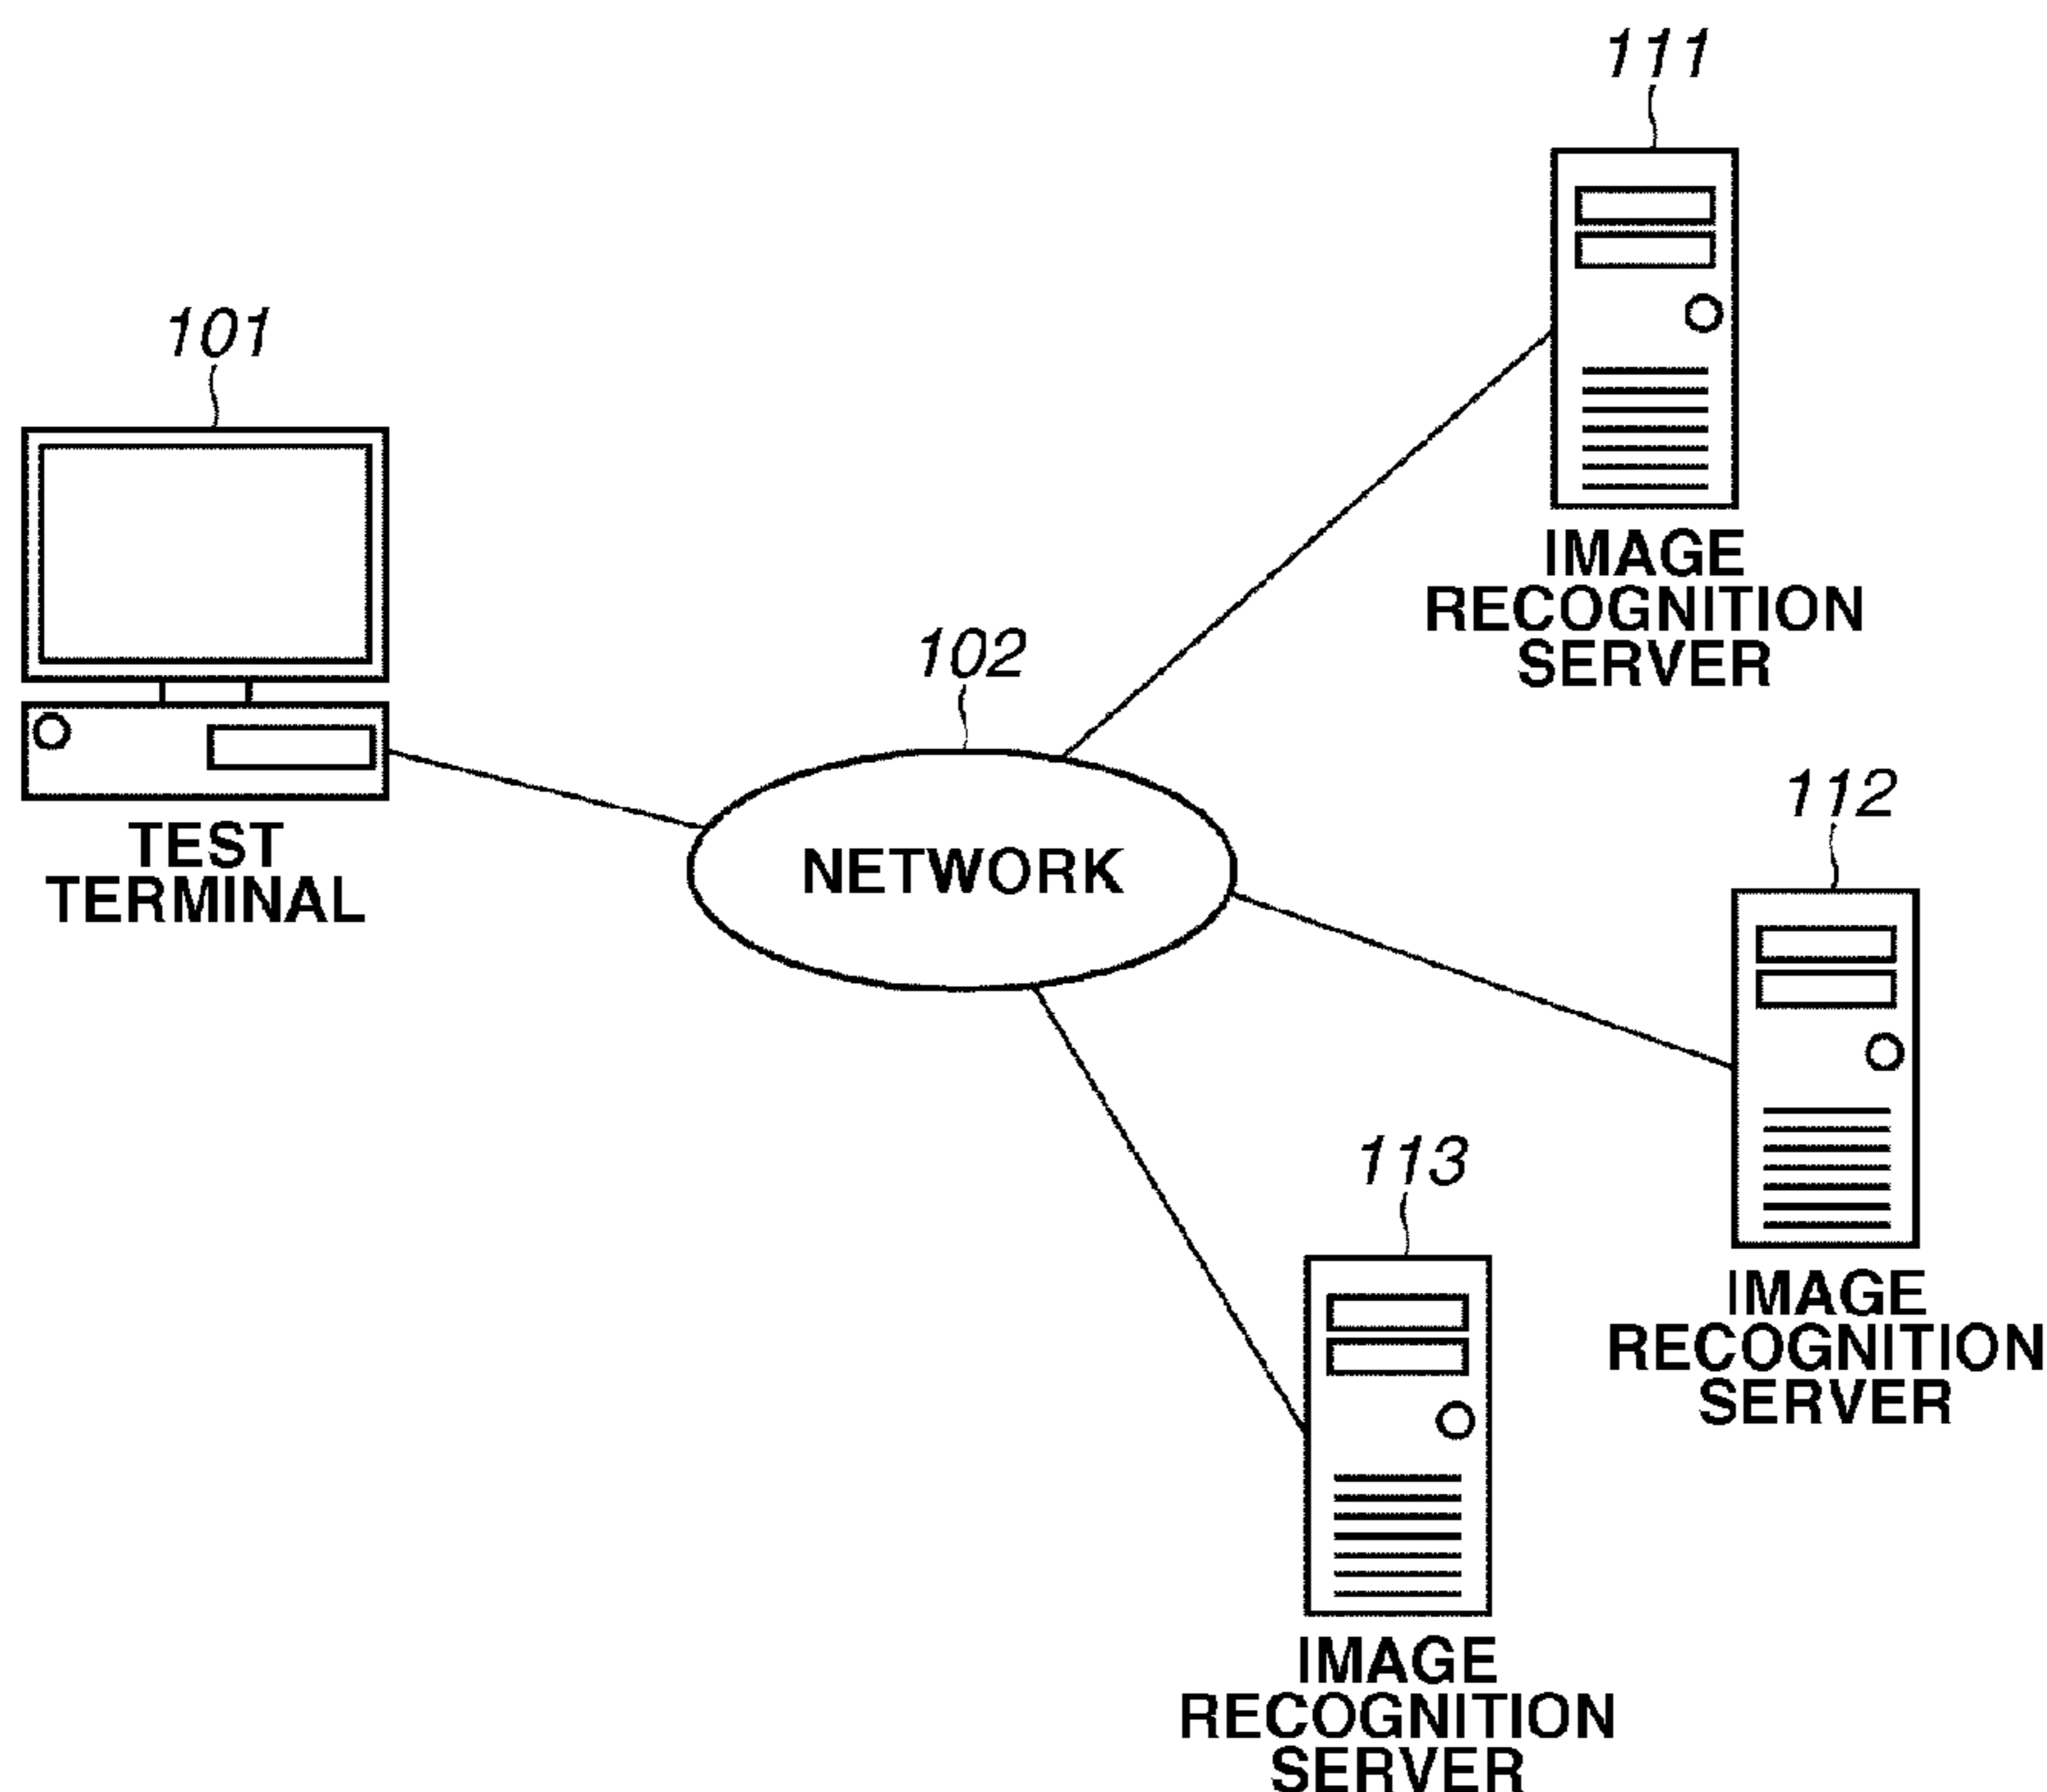 111
IMAGE
RECOGNITION
SERVER
101
TEST
TERMINAL
102
NETWORK
112
IMAGE
RECOGNITION
SERVER
113
IMAGE
RECOGNITION
SERVER